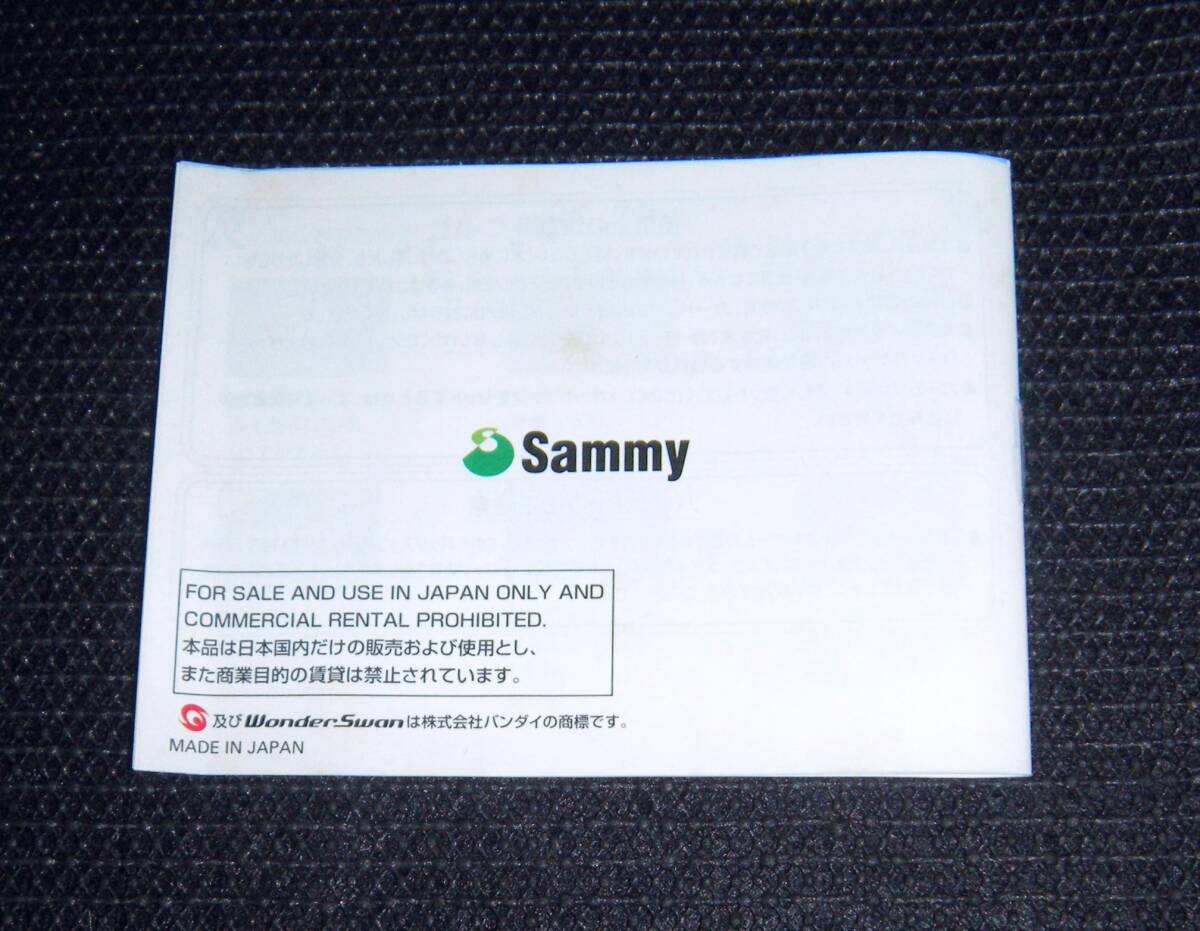 Sammy
FOR SALE AND USE IN JAPAN ONLY AND
COMMERCIAL RENTAL PROHIBITED.
本品は日本国内だけの販売および使用とし、
また商業目的の賃貸は禁止されています。
及びWonderSwanは株式会社バンダイの商標です。
MADE IN JAPAN